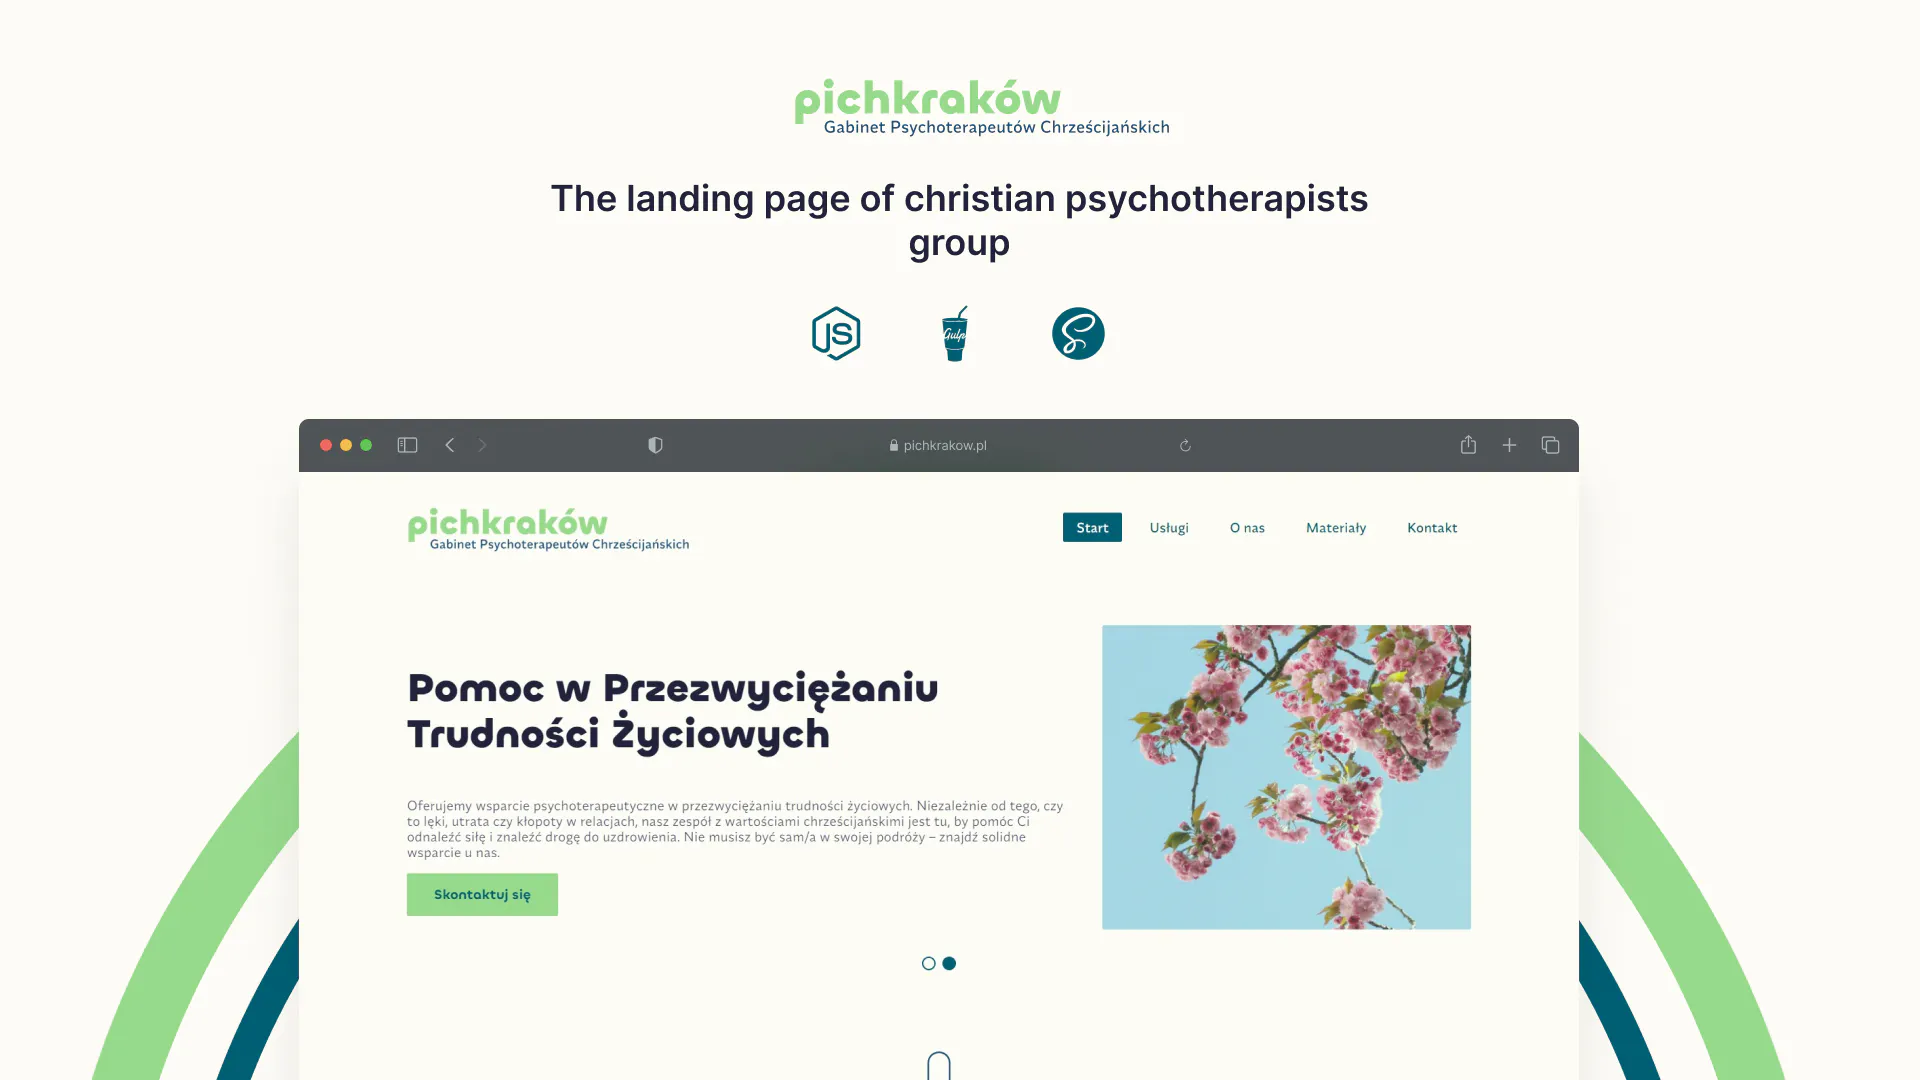 pichkraków
Gabinet Psychoterapeutów Chrześcijańskich
The landing page of christian psychotherapists
group
JS
Gulp
pichkrakow.pl
pichkraków
Gabinet Psychoterapeutów Chrześcijańskich
Start Usługi O nas Materiały Kontakt
Pomoc w Przezwyciężaniu
Trudności Życiowych
Oferujemy wsparcie psychoterapeutyczne w przezwyciężaniu trudności życiowych. Niezależnie od tego, czy
to lęki, utrata czy kłopoty w relacjach, nasz zespół z wartościami chrześcijańskimi jest tu, by pomóc Ci
odnaleźć siłę i znaleźć drogę do uzdrowienia. Nie musisz być sam/a w swojej podróży – znajdź solidne
wsparcie u nas.
Skontaktuj się